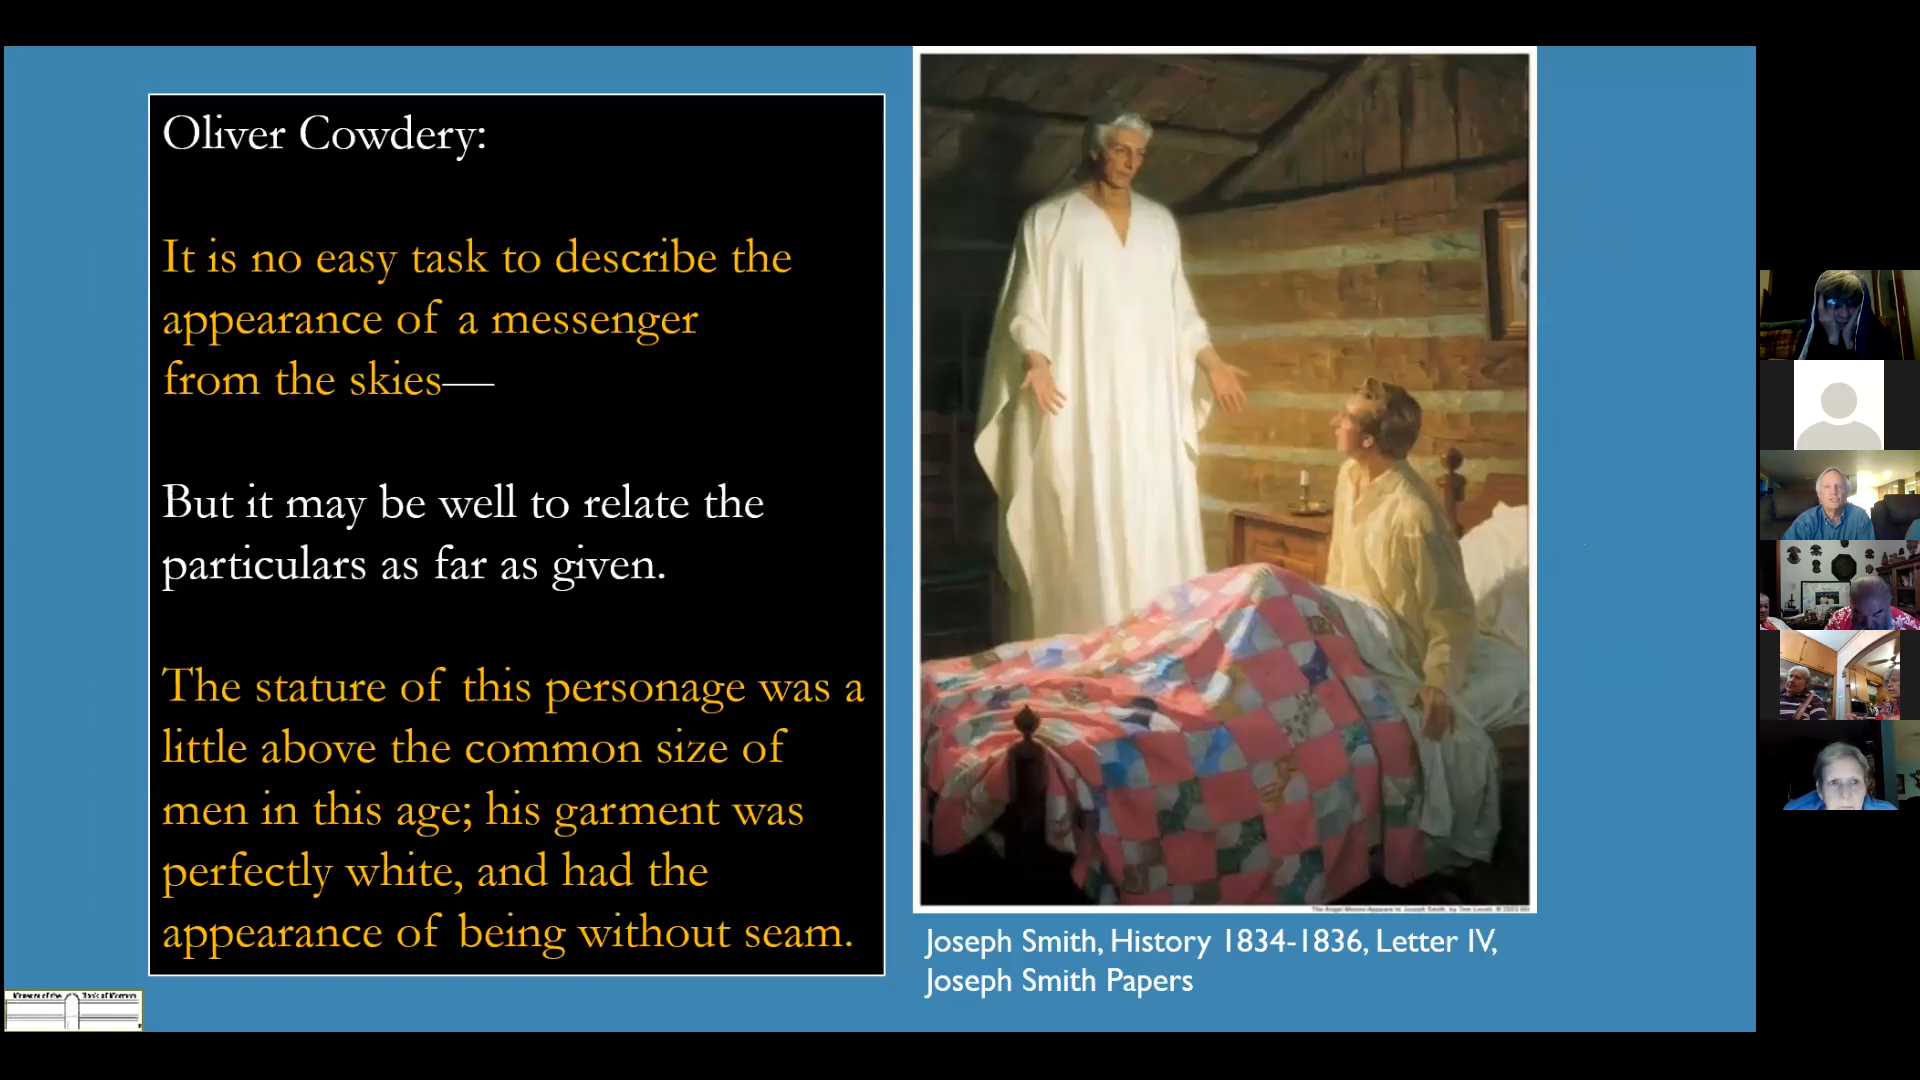 Oliver Cowdery:
It is no easy task to describe the
appearance of a messenger
from the skies—
But it may be well to relate the
particulars as far as given.
The stature of this personage was a
little above the common size of
men in this age; his garment was
perfectly white, and had the
appearance of being without seam.
Joseph Smith, History 1834-1836, Letter IV,
Joseph Smith Papers